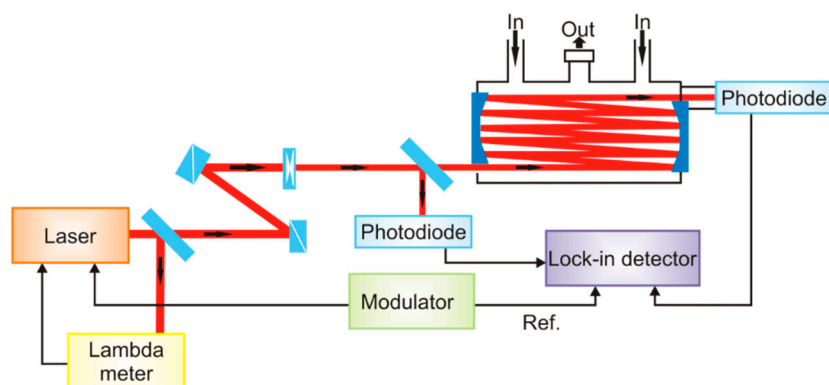 In
Out
In
Photodiode
Photodiode
Laser
Lock-in detector
Modulator
Ref.
Lambda
meter